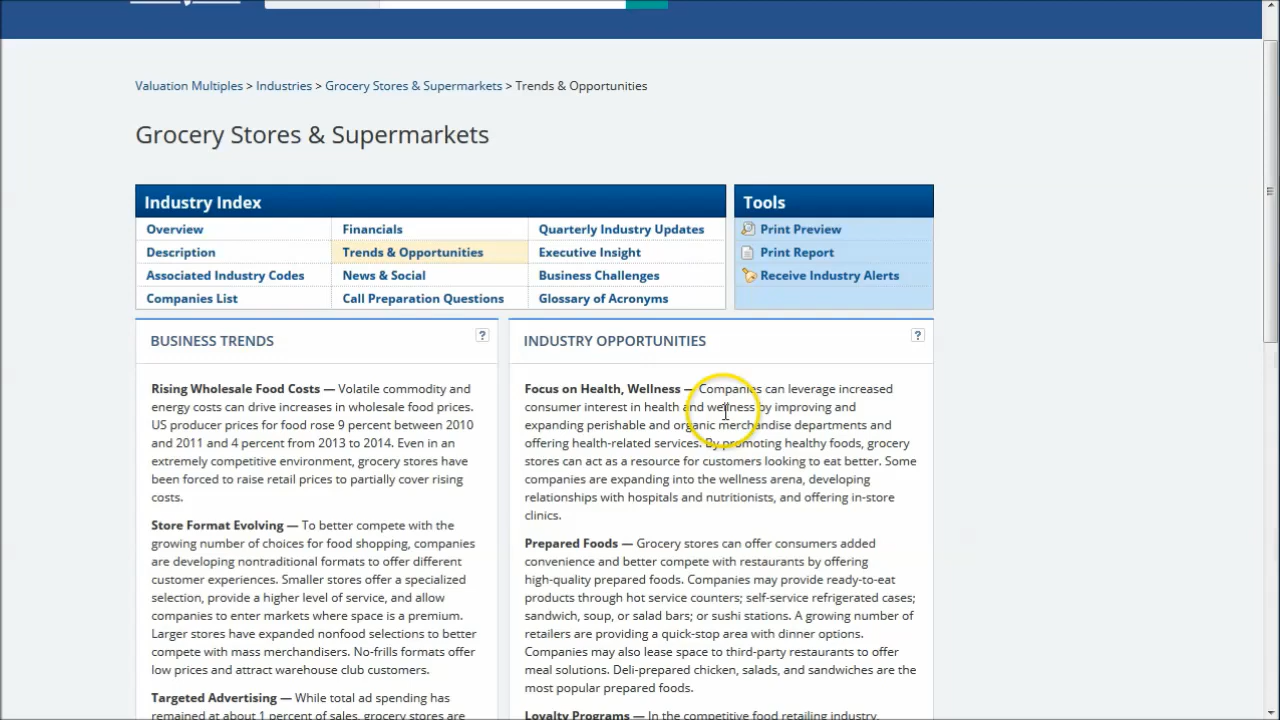 Valuation Multiples > Industries > Grocery Stores & Supermarkets > Trends & Opportunities
Grocery Stores & Supermarkets
Industry Index
Overview
Financials
Quarterly Industry Updates
Description
Trends & Opportunities
Executive Insight
Associated Industry Codes
News & Social
Business Challenges
Companies List
Call Preparation Questions
Glossary of Acronyms
Tools
Print Preview
Print Report
Receive Industry Alerts
BUSINESS TRENDS
?
Rising Wholesale Food Costs — Volatile commodity and
energy costs can drive increases in wholesale food prices.
US producer prices for food rose 9 percent between 2010
and 2011 and 4 percent from 2013 to 2014. Even in an
extremely competitive environment, grocery stores have
been forced to raise retail prices to partially cover rising
costs.
Store Format Evolving — To better compete with the
growing number of choices for food shopping, companies
are developing nontraditional formats to offer different
customer experiences. Smaller stores offer a specialized
selection, provide a higher level of service, and allow
companies to enter markets where space is a premium.
Larger stores have expanded nonfood selections to better
compete with mass merchandisers. No-frills formats offer
low prices and attract warehouse club customers.
Targeted Advertising — While total ad spending has
remained at about 1 percent of sales, grocery stores are
INDUSTRY OPPORTUNITIES
?
Focus on Health, Wellness — Companies can leverage increased
consumer interest in health and wellness by improving and
expanding perishable and organic merchandise departments and
offering health-related services. By promoting healthy foods, grocery
stores can act as a resource for customers looking to eat better. Some
companies are expanding into the wellness arena, developing
relationships with hospitals and nutritionists, and offering in-store
clinics.
Prepared Foods — Grocery stores can offer consumers added
convenience and better compete with restaurants by offering
high-quality prepared foods. Companies may provide ready-to-eat
products through hot service counters; self-service refrigerated cases;
sandwich, soup, or salad bars; or sushi stations. A growing number of
retailers are providing a quick-stop area with dinner options.
Companies may also lease space to third-party restaurants to offer
meal solutions. Deli-prepared chicken, salads, and sandwiches are the
most popular prepared foods.
Loyalty Programs — In the competitive food retailing industry,